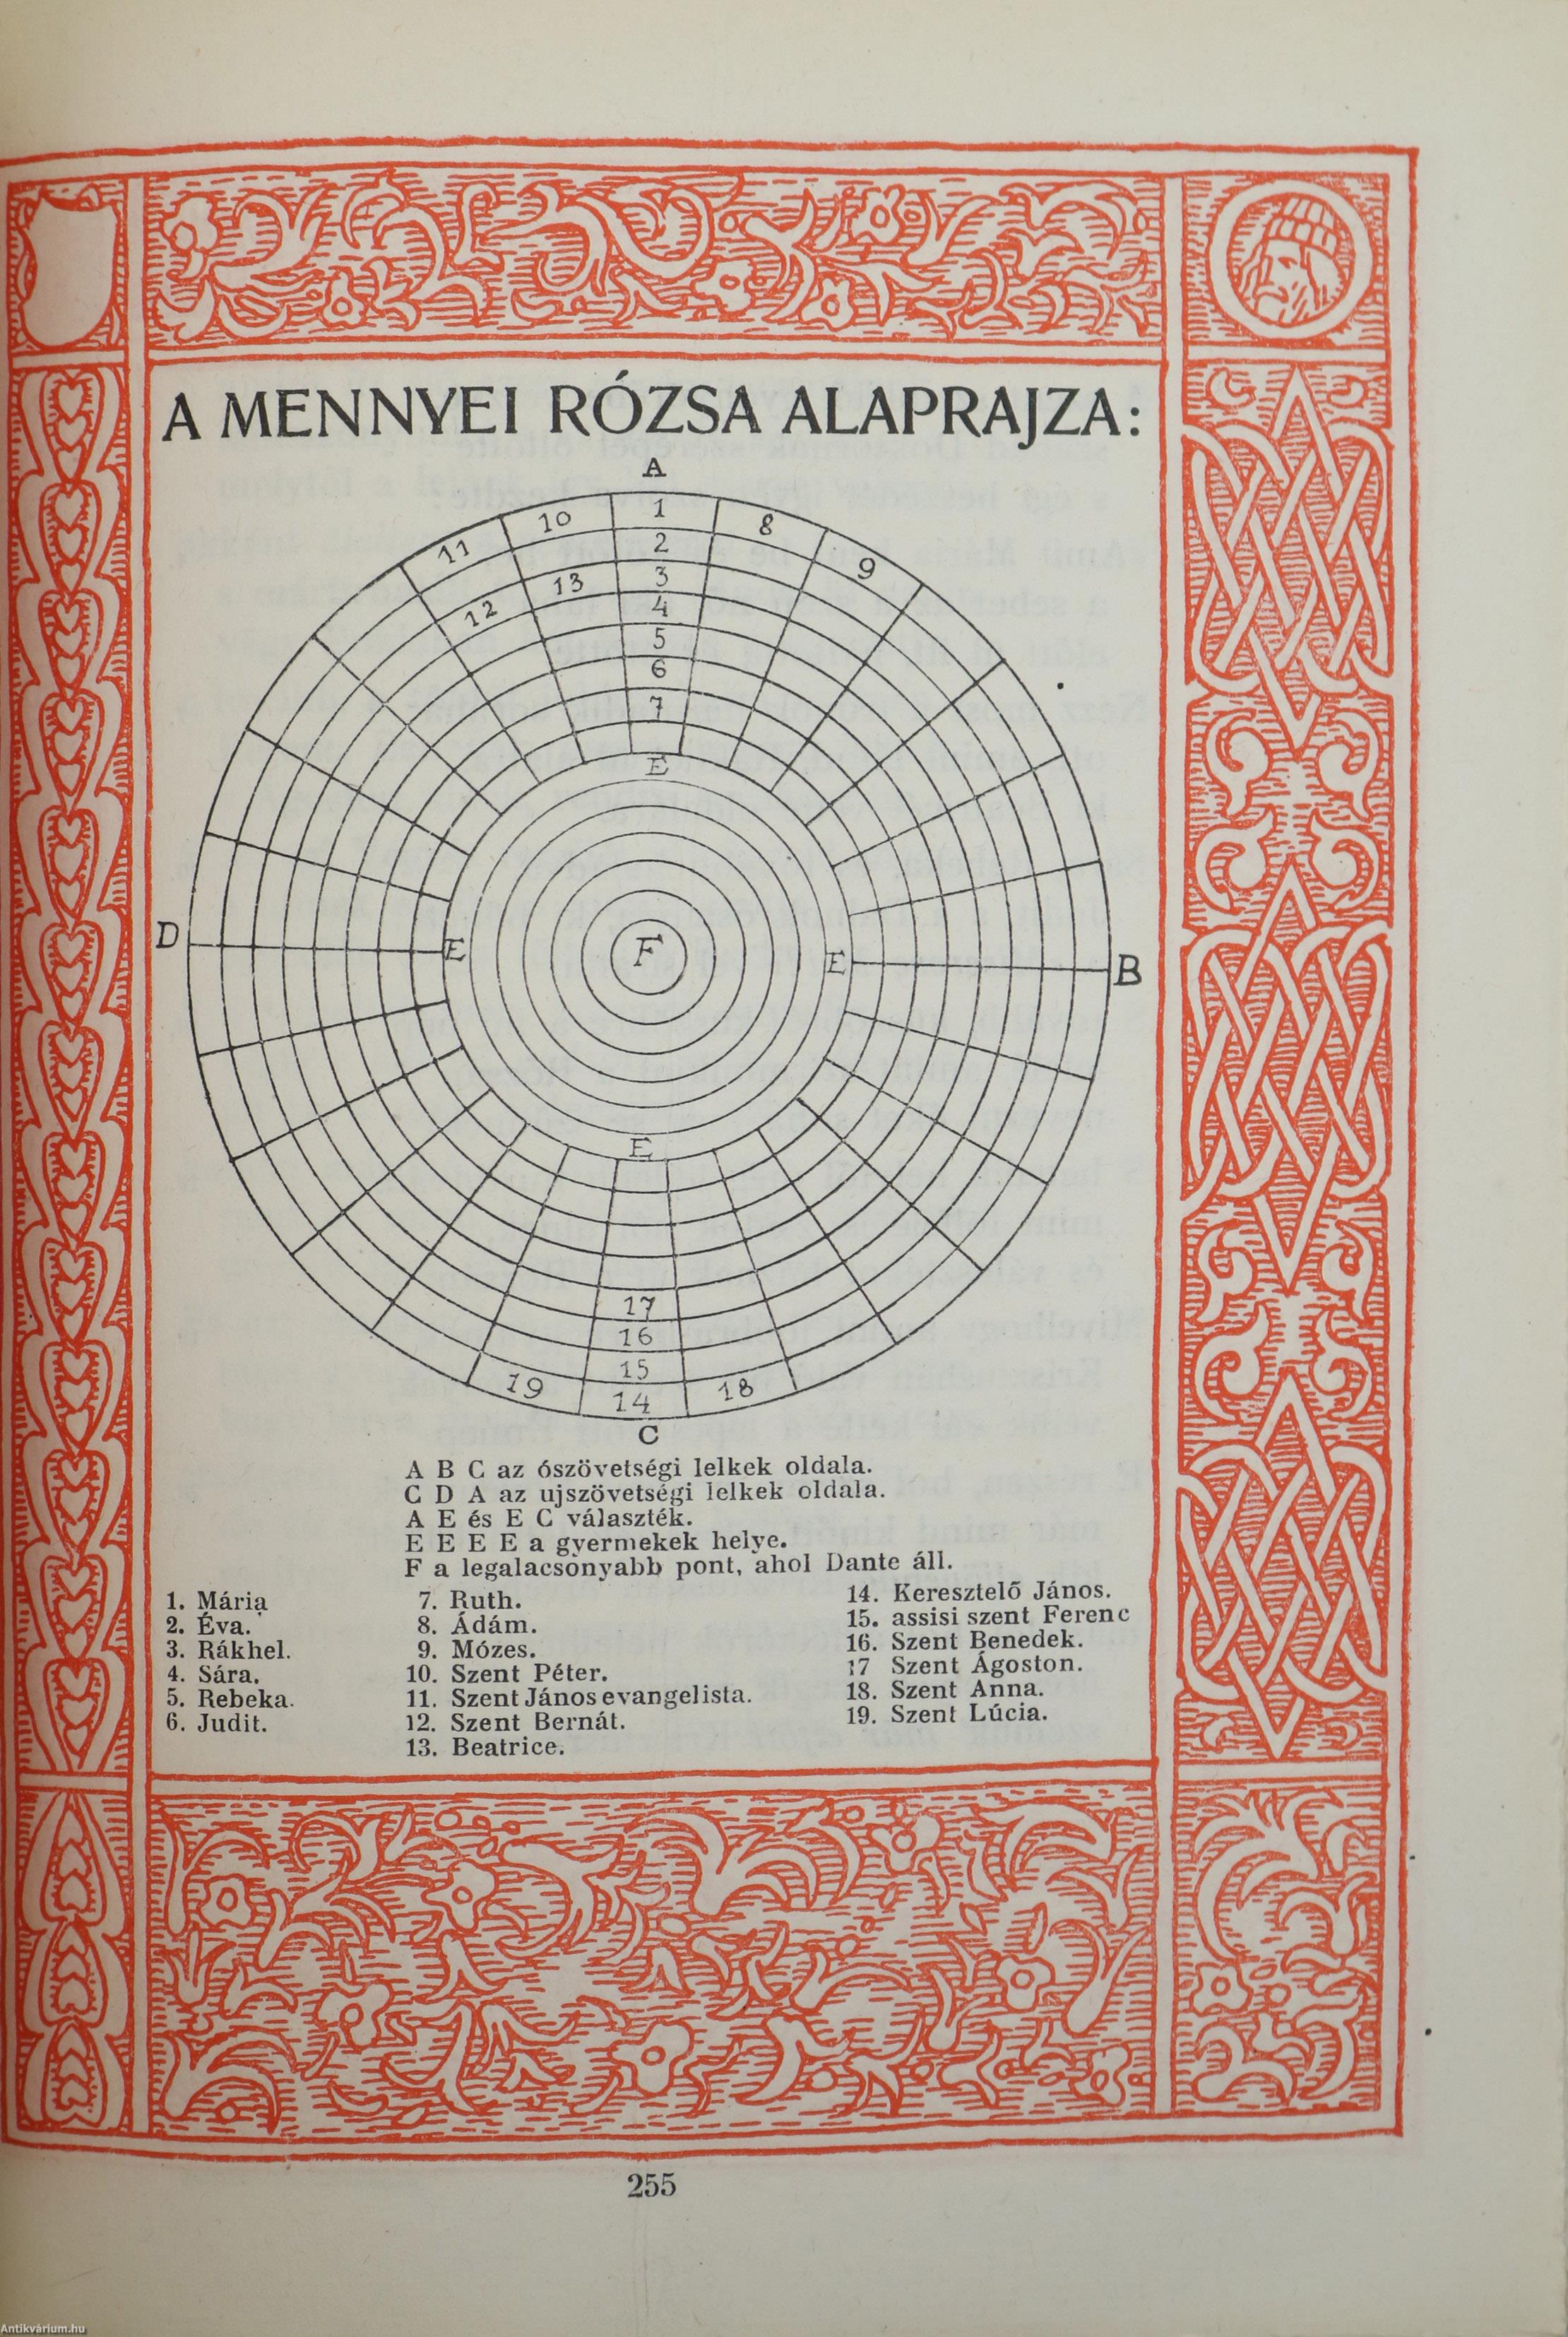 A MENNYEI RÓZSA ALAPRAJZA:
A
1
10
8
2
11
9
3
13
4
12
5
6
7
E
D
E
F
E
B
E
17
16
15
19
18
14
C
A B C az ószövetségi lelkek oldala.
C D A az ujszövetségi lelkek oldala.
A E és E C választék.
E E E E a gyermekek helye.
F a legalacsonyabb pont, ahol Dante áll.
1. Mária
2. Éva.
3. Rákhel.
4. Sára.
5. Rebeka.
6. Judit.
7. Ruth.
8. Ádám.
9. Mózes.
10. Szent Péter.
11. Szent János evangelista.
12. Szent Bernát.
13. Beatrice.
14. Keresztelő János.
15. assisi szent Ferenc
16. Szent Benedek.
17 Szent Ágoston.
18. Szent Anna.
19. Szent Lúcia.
255
Antikvárium.hu